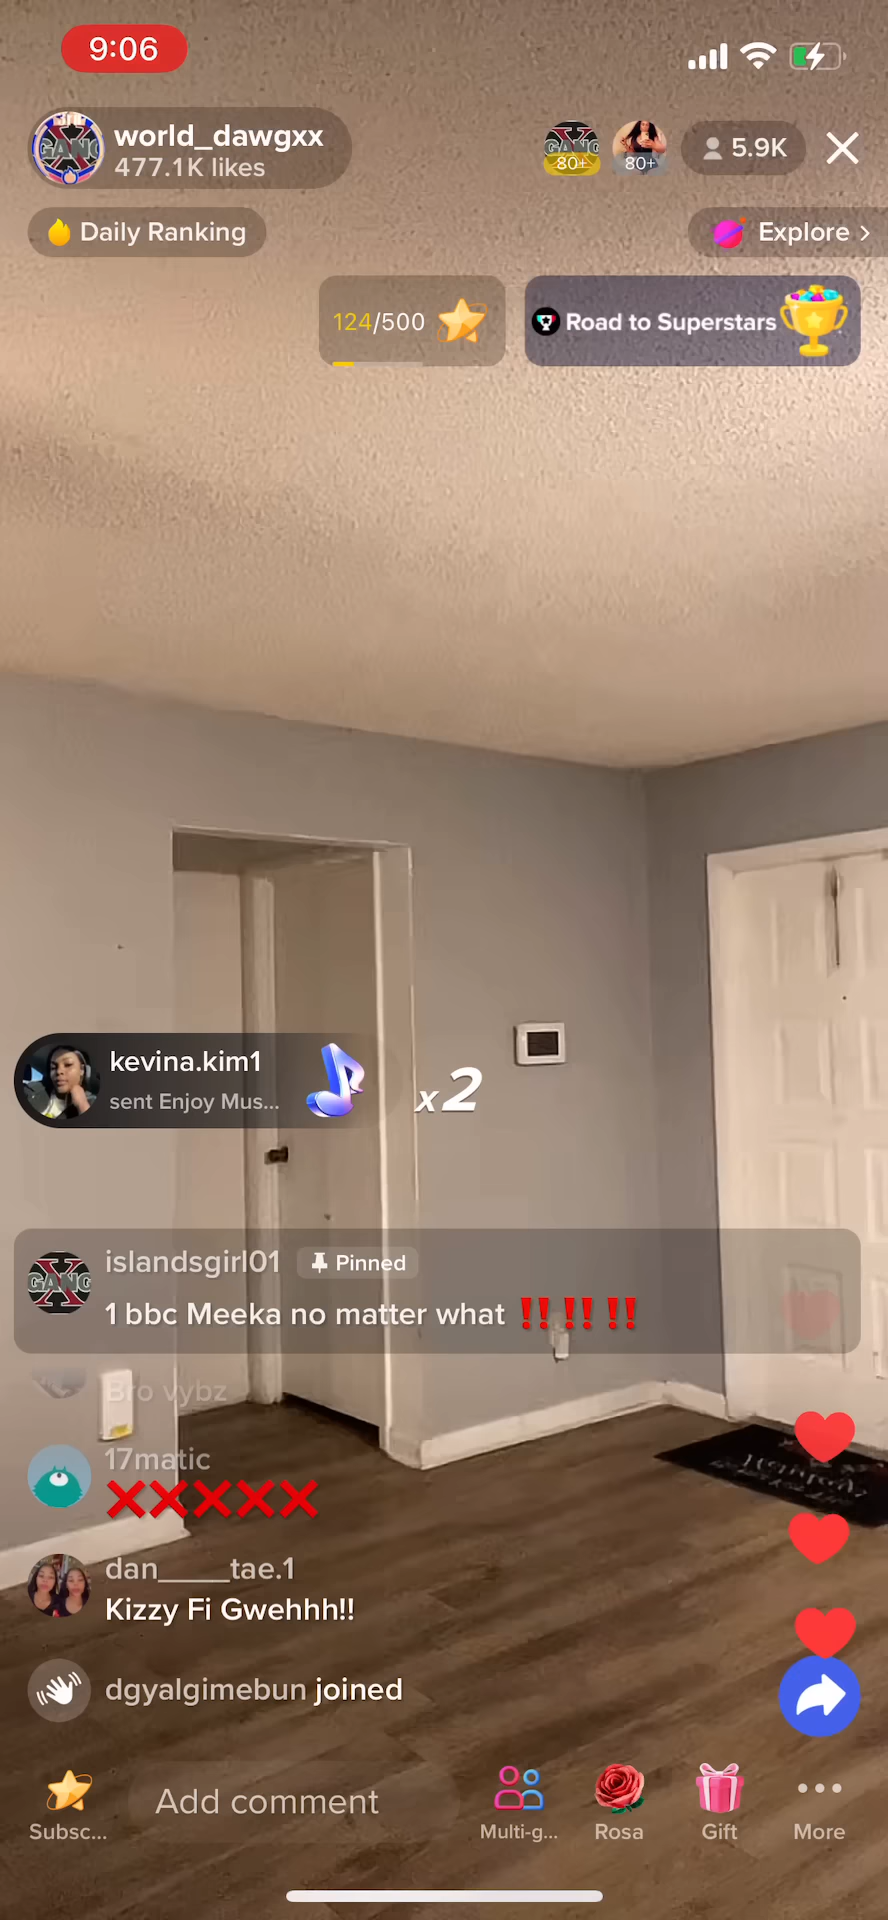 9:06
world_dawgxx
477.1K likes
80+
80+
5.9K
Daily Ranking
Explore >
124/500
Road to Superstars
kevina.kim1
sent Enjoy Mus...
x2
islandsgirl01
Pinned
1 bbc Meeka no matter what ‼️‼️‼️
Bro vybz
17matic
❌❌❌❌❌
dan____tae.1
Kizzy Fi Gwehhh!!
dgyalgimebun joined
Subsc...
Add comment
Multi-g...
Rosa
Gift
More